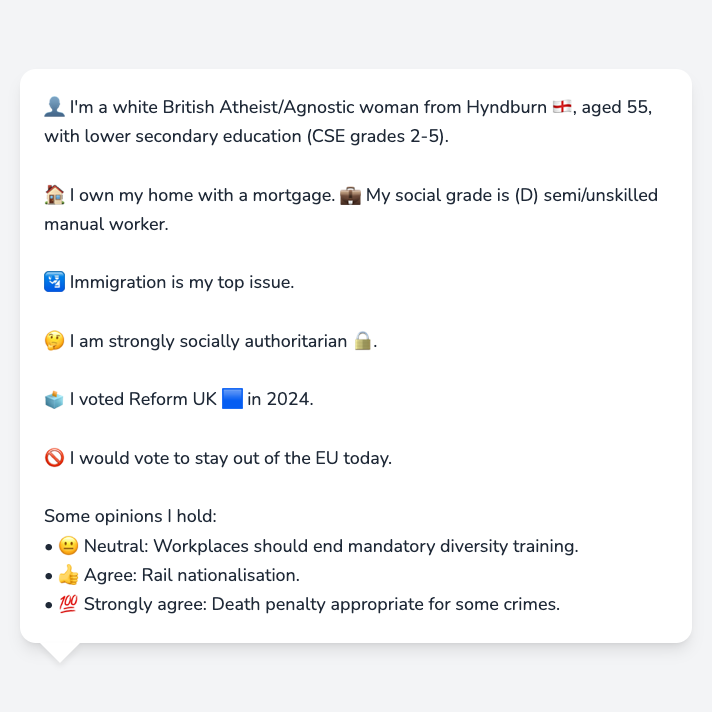 👤 I'm a white British Atheist/Agnostic woman from Hyndburn 🏴󠁧󠁢󠁥󠁮󠁧󠁿, aged 55,
with lower secondary education (CSE grades 2-5).
🏠 I own my home with a mortgage. 💼 My social grade is (D) semi/unskilled
manual worker.
🛂 Immigration is my top issue.
🤔 I am strongly socially authoritarian 🔒.
🗳️ I voted Reform UK 🟦 in 2024.
🚫 I would vote to stay out of the EU today.
Some opinions I hold:
• 😐 Neutral: Workplaces should end mandatory diversity training.
• 👍 Agree: Rail nationalisation.
• 💯 Strongly agree: Death penalty appropriate for some crimes.